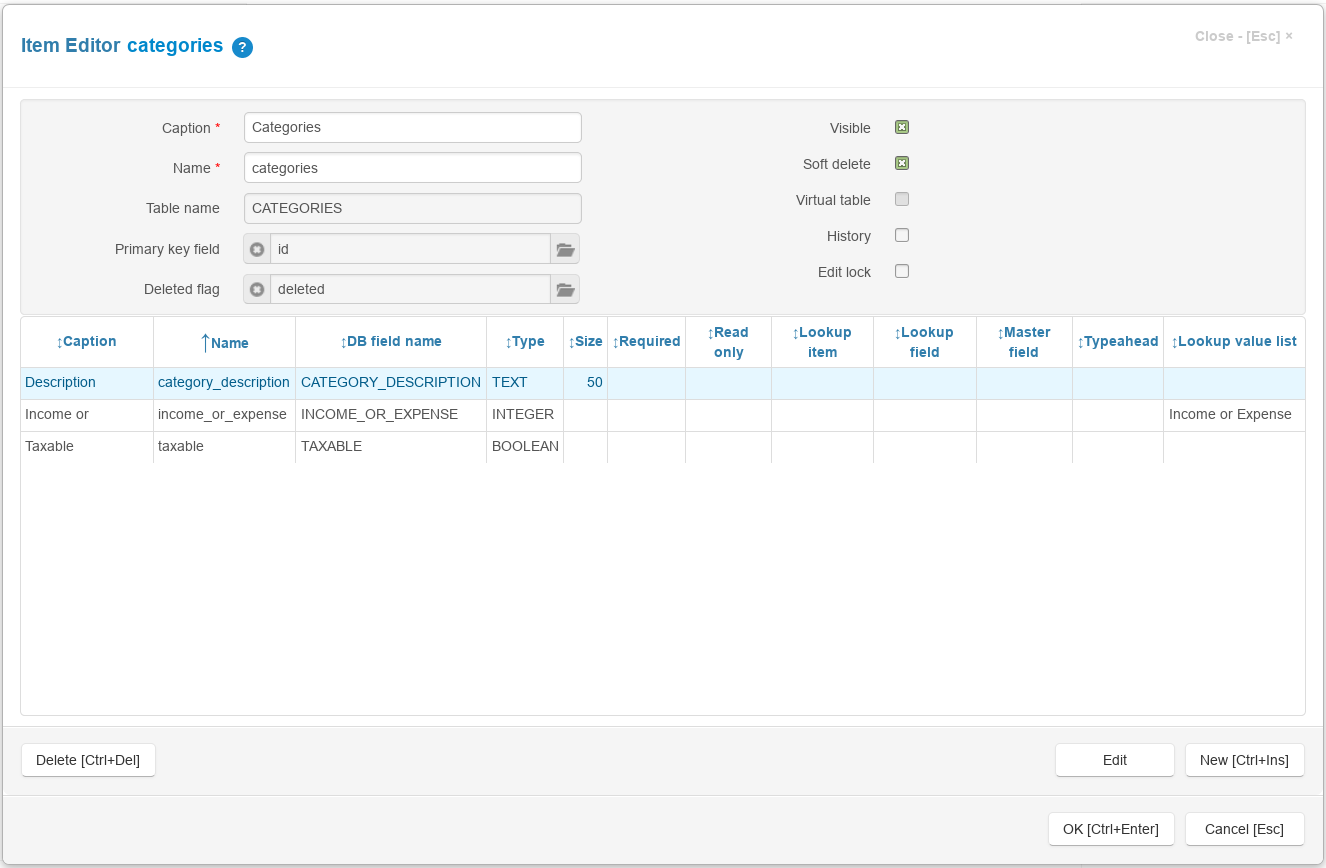 Item Editor categories ?
Close - [Esc] ×
Caption *
Categories
Name *
categories
Table name
CATEGORIES
Primary key field
id
Deleted flag
deleted
Visible
Soft delete
Virtual table
History
Edit lock
↕Caption ↑Name ↕DB field name ↕Type ↕Size ↕Required ↕Read only ↕Lookup item ↕Lookup field ↕Master field ↕Typeahead ↕Lookup value list
Description category_description CATEGORY_DESCRIPTION TEXT 50
Income or income_or_expense INCOME_OR_EXPENSE INTEGER Income or Expense
Taxable taxable TAXABLE BOOLEAN
Delete [Ctrl+Del]
Edit
New [Ctrl+Ins]
OK [Ctrl+Enter]
Cancel [Esc]